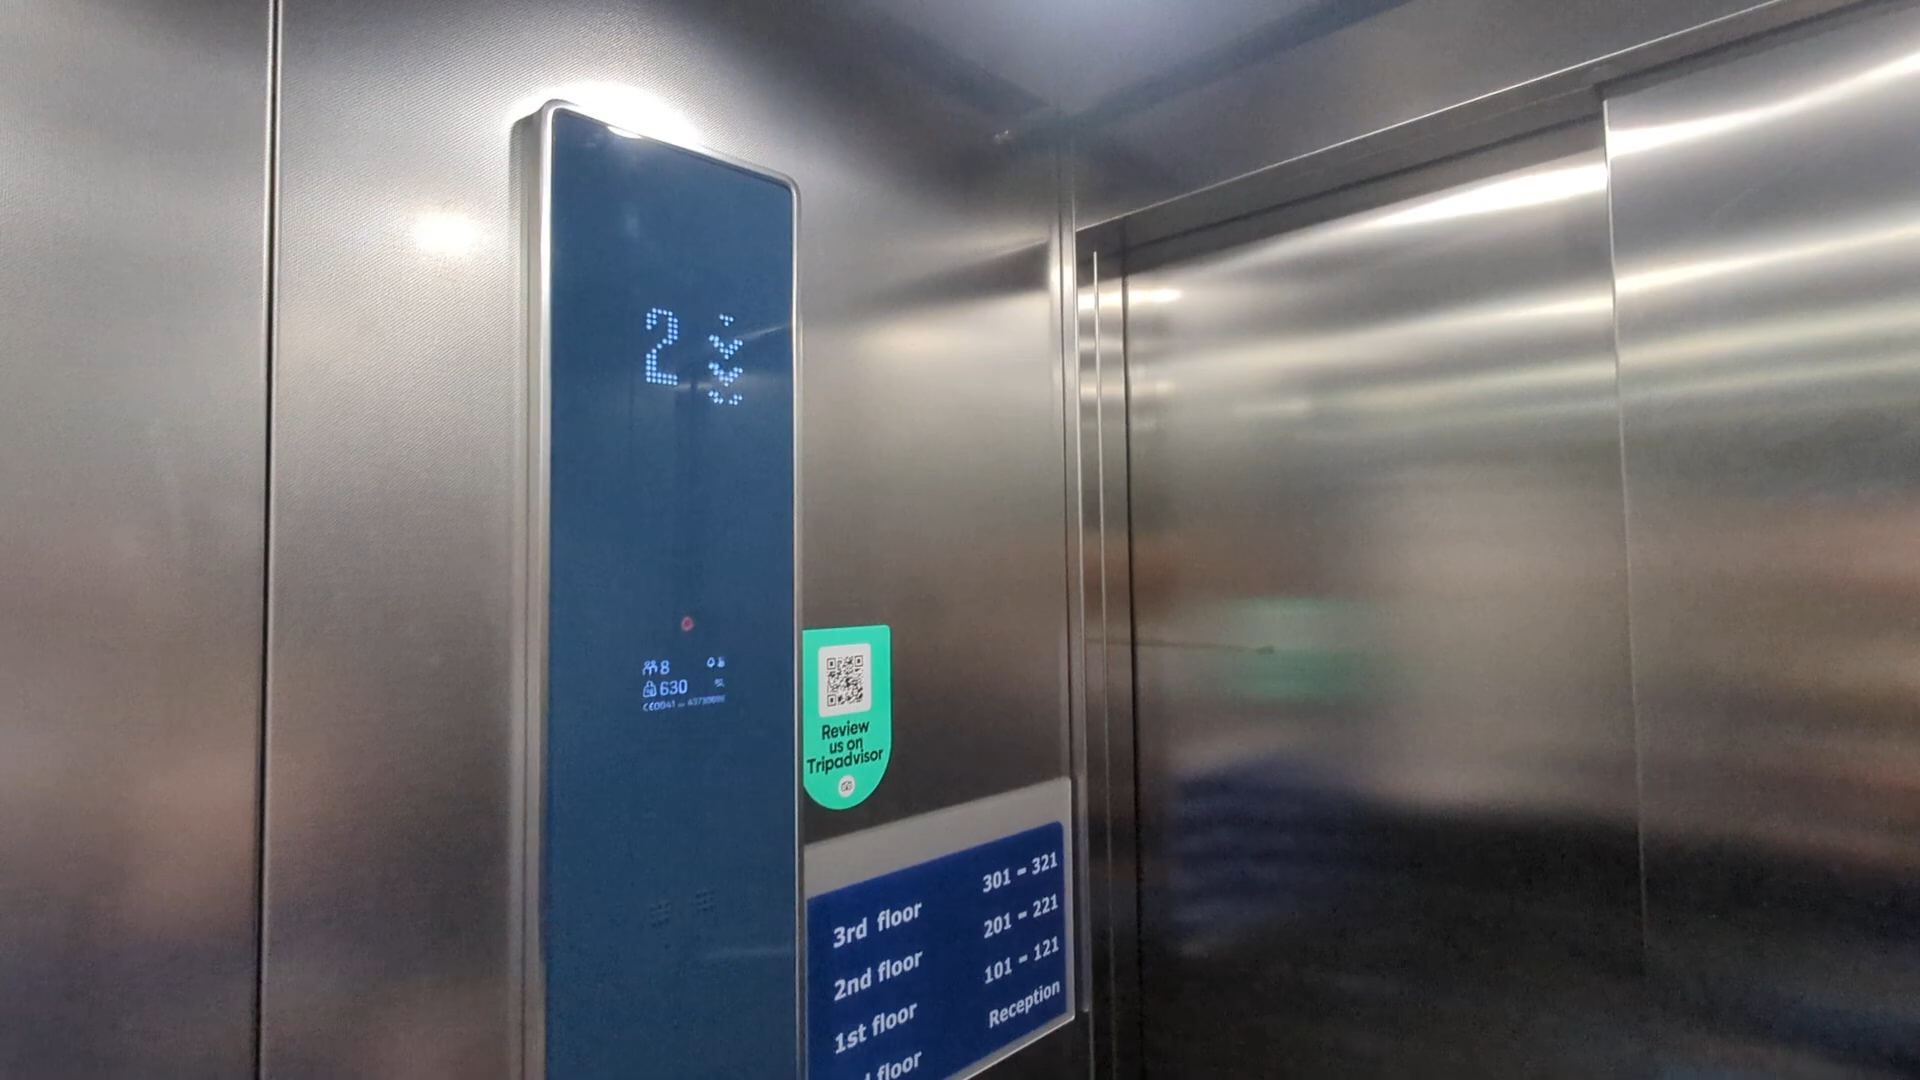 2
8
630
Review
us on
Tripadvisor
3rd floor 301 - 321
2nd floor 201 - 221
1st floor 101 - 121
floor Reception